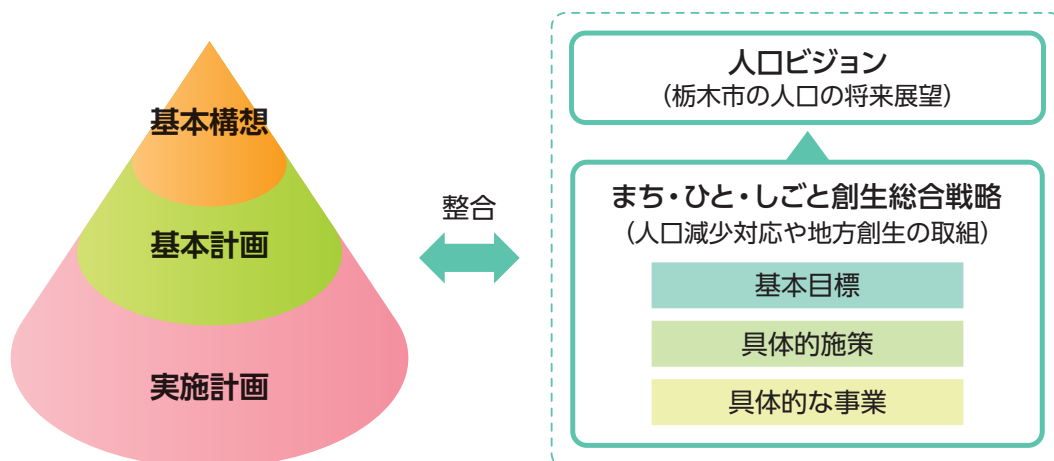 基本構想
基本計画
実施計画
整合
人口ビジョン
（栃木市の人口の将来展望）
まち・ひと・しごと創生総合戦略
（人口減少対応や地方創生の取組）
基本目標
具体的施策
具体的な事業